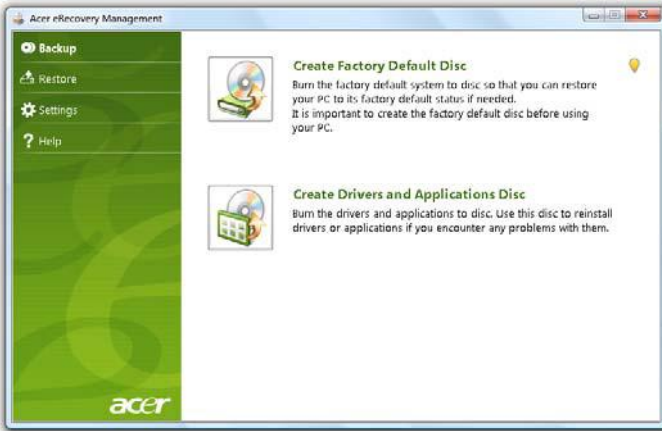 Acer eRecovery Management
Backup
Restore
Settings
Help
Create Factory Default Disc
Burn the factory default system to disc so that you can restore
your PC to its factory default status if needed.
It is important to create the factory default disc before using
your PC.
Create Drivers and Applications Disc
Burn the drivers and applications to disc. Use this disc to reinstall
drivers or applications if you encounter any problems with them.
acer